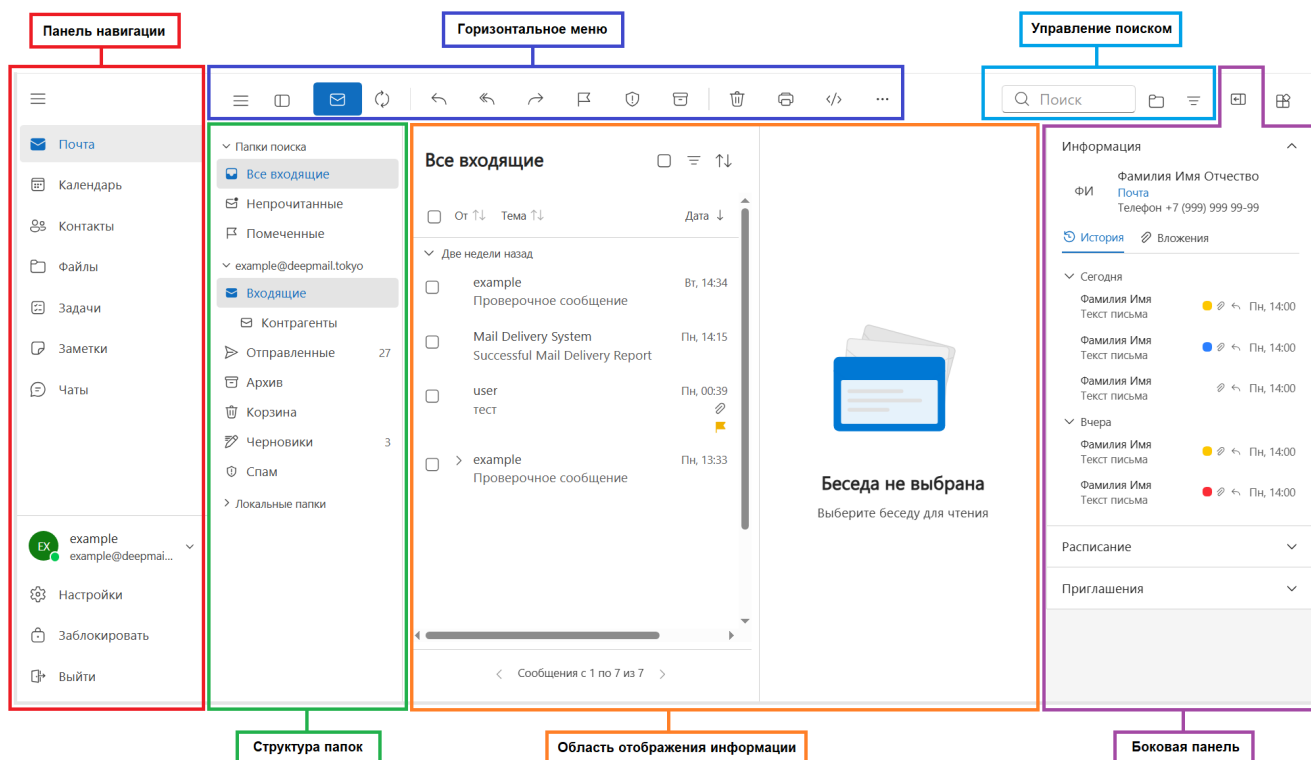 Панель навигации
Горизонтальное меню
Управление поиском
Поиск
Почта
Календарь
Контакты
Файлы
Задачи
Заметки
Чаты
example
example@deepmai...
Настройки
Заблокировать
Выйти
Папки поиска
Все входящие
Непрочитанные
Помеченные
example@deepmail.tokyo
Входящие
Контрагенты
Отправленные 27
Архив
Корзина
Черновики 3
Спам
Локальные папки
Все входящие
От Тема Дата
Две недели назад
example Вт, 14:34
Проверочное сообщение
Mail Delivery System Пн, 14:15
Successful Mail Delivery Report
user Пн, 00:39
тест
example Пн, 13:33
Проверочное сообщение
Сообщения с 1 по 7 из 7
Беседа не выбрана
Выберите беседу для чтения
Информация
Фамилия Имя Отчество
ФИ Почта
Телефон +7 (999) 999 99-99
История Вложения
Сегодня
Фамилия Имя
Текст письма Пн, 14:00
Фамилия Имя
Текст письма Пн, 14:00
Фамилия Имя
Текст письма Пн, 14:00
Вчера
Фамилия Имя
Текст письма Пн, 14:00
Фамилия Имя
Текст письма Пн, 14:00
Расписание
Приглашения
EX
Структура папок
Область отображения информации
Боковая панель